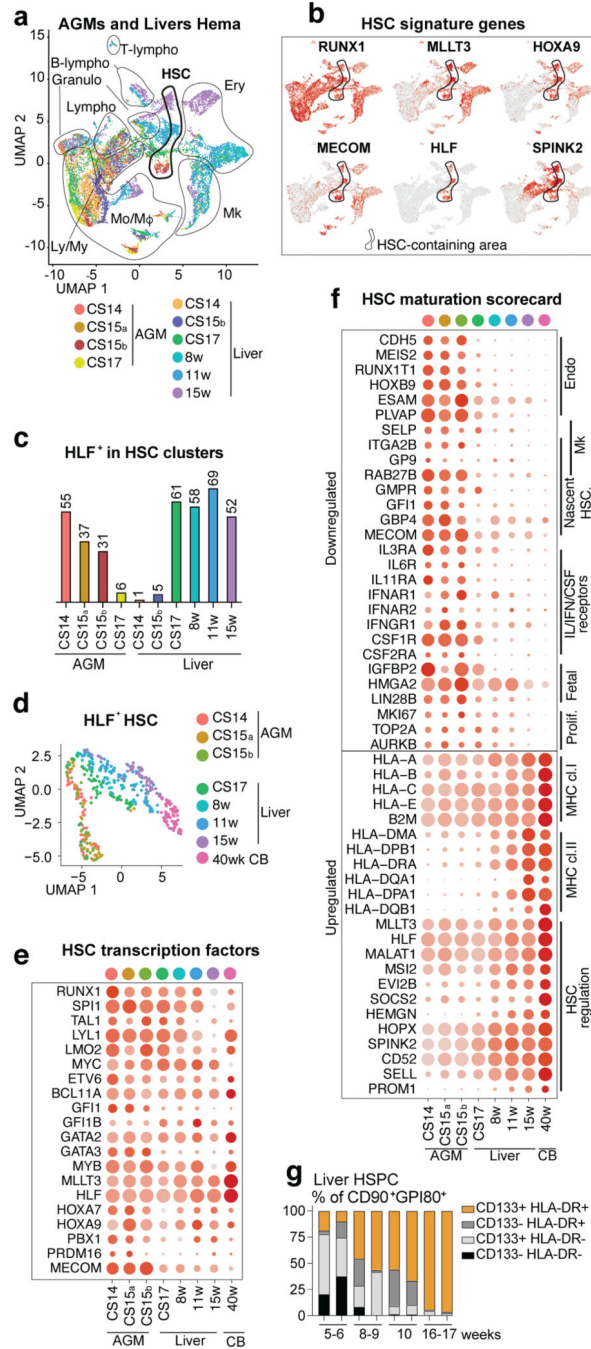 a
AGMs and Livers Hema
T-lympho
B-lympho
Granulo
HSC
Ery
Lympho
Mk
Mo/Mϕ
Ly/My
UMAP 2
15
10
5
0
-5
-10
-10 -5 0 5 10
UMAP 1
CS14
CS15a
CS15b
CS17
AGM
CS14
CS15b
CS17
8w
11w
15w
Liver
b
HSC signature genes
RUNX1 MLLT3 HOXA9
MECOM HLF SPINK2
HSC-containing area
c
HLF+ in HSC clusters
55 37 31 6 11 5 61 58 69 52
CS14 CS15a CS15b CS17 CS14 CS15b CS17 8w 11w 15w
AGM Liver
d
HLF+ HSC
UMAP 2
2.5
0
−2.5
−5.0
0 5
UMAP 1
CS14
CS15a
CS15b
AGM
CS17
8w
11w
15w
Liver
40wk CB
e
HSC transcription factors
RUNX1
SPI1
TAL1
LYL1
LMO2
MYC
ETV6
BCL11A
GFI1
GFI1B
GATA2
GATA3
MYB
MLLT3
HLF
HOXA7
HOXA9
PBX1
PRDM16
MECOM
CS14 CS15a CS15b CS17 8w 11w 15w 40w
AGM Liver CB
f
HSC maturation scorecard
Downregulated
CDH5
MEIS2
RUNX1T1
HOXB9
ESAM
PLVAP
Endo
SELP
ITGA2B
GP9
Mk
RAB27B
GMPR
GFI1
GBP4
MECOM
Nascent
HSC.
IL3RA
IL6R
IL11RA
IFNAR1
IFNAR2
IFNGR1
CSF1R
CSF2RA
IL/IFN/CSF
receptors
IGFBP2
HMGA2
LIN28B
Fetal
MKI67
TOP2A
AURKB
Prolif.
Upregulated
HLA−A
HLA−B
HLA−C
HLA−E
B2M
MHC cl.I
HLA−DMA
HLA−DPB1
HLA−DRA
HLA−DQA1
HLA−DPA1
HLA−DQB1
MHC cl.II
MLLT3
HLF
MALAT1
MSI2
EVI2B
SOCS2
HEMGN
HOPX
SPINK2
CD52
SELL
PROM1
HSC
regulation
CS14 CS15a CS15b CS17 8w 11w 15w 40w
AGM Liver CB
g
Liver HSPC
% of CD90+GPI80+
100
75
50
25
0
5-6 8-9 10 16-17 weeks
CD133+ HLA-DR+
CD133− HLA-DR+
CD133+ HLA-DR-
CD133- HLA-DR-